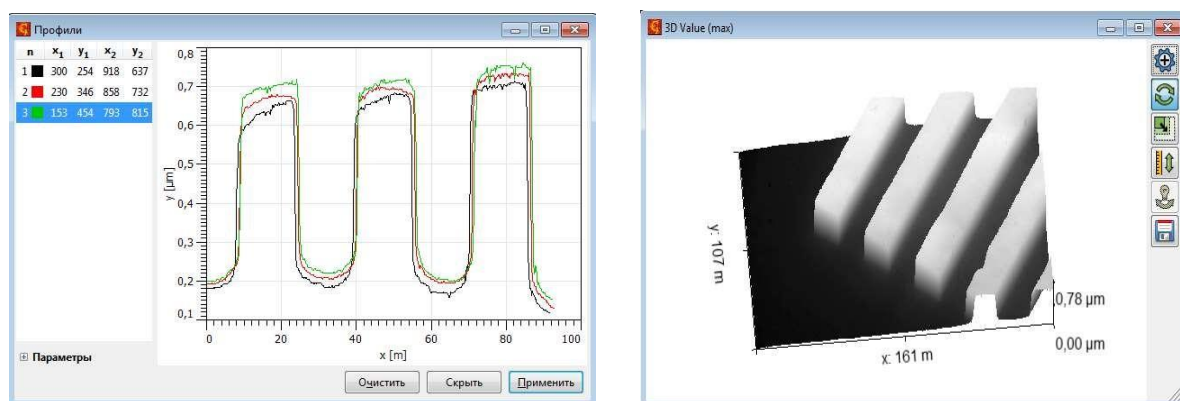 Профили
n x₁ y₁ x₂ y₂
1 300 254 918 637
2 230 346 858 732
3 153 454 793 815
0,8
0,7
0,6
0,5
0,4
0,3
0,2
0,1
y [µm]
0 20 40 60 80 100
x [m]
Параметры
Очистить Скрыть Применить
3D Value (max)
y: 107 m
x: 161 m
0,78 µm
0,00 µm